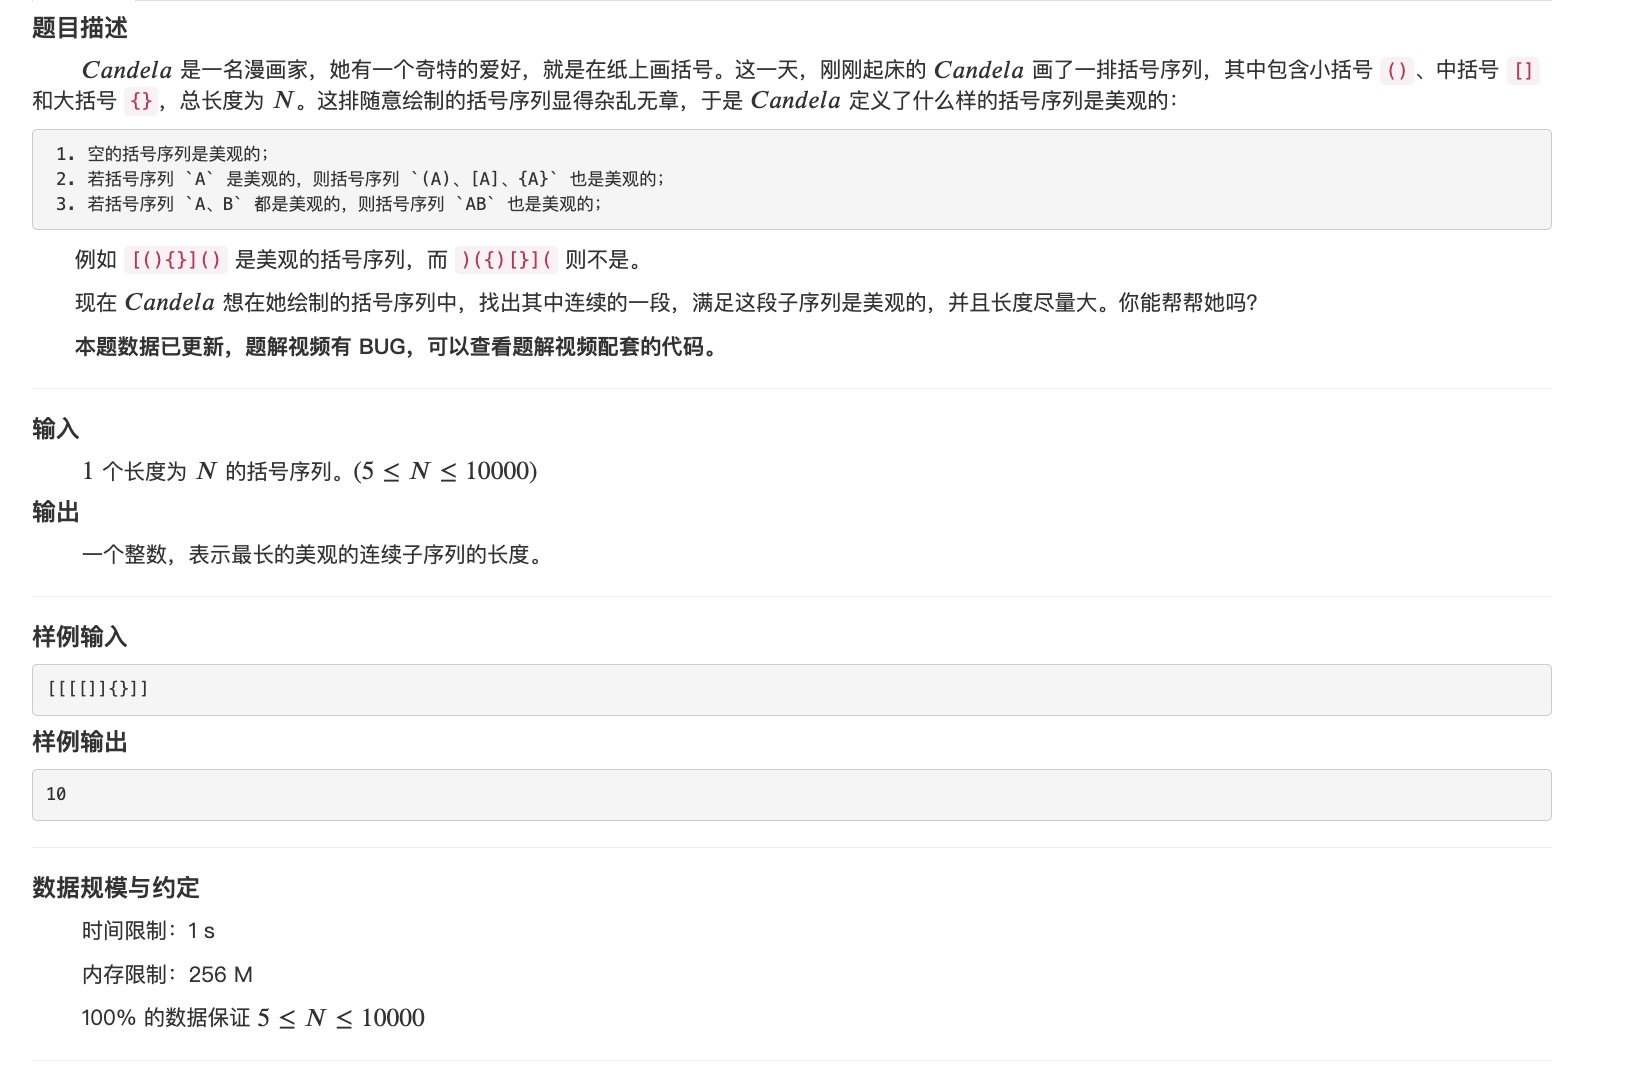 题目描述
Candela 是一名漫画家，她有一个奇特的爱好，就是在纸上画括号。这一天，刚刚起床的 Candela 画了一排括号序列，其中包含小括号 ()、中括号 []
和大括号 {}，总长度为 N。这排随意绘制的括号序列显得杂乱无章，于是 Candela 定义了什么样的括号序列是美观的：
1. 空的括号序列是美观的；
2. 若括号序列 `A` 是美观的，则括号序列 `(A)、[A]、{A}` 也是美观的；
3. 若括号序列 `A、B` 都是美观的，则括号序列 `AB` 也是美观的；
例如 [(){}]() 是美观的括号序列，而 )({)[}]( 则不是。
现在 Candela 想在她绘制的括号序列中，找出其中连续的一段，满足这段子序列是美观的，并且长度尽量大。你能帮帮她吗？
本题数据已更新，题解视频有 BUG，可以查看题解视频配套的代码。
输入
1 个长度为 N 的括号序列。(5 ≤ N ≤ 10000)
输出
一个整数，表示最长的美观的连续子序列的长度。
样例输入
[[[[]]{}]]
样例输出
10
数据规模与约定
时间限制：1 s
内存限制：256 M
100% 的数据保证 5 ≤ N ≤ 10000